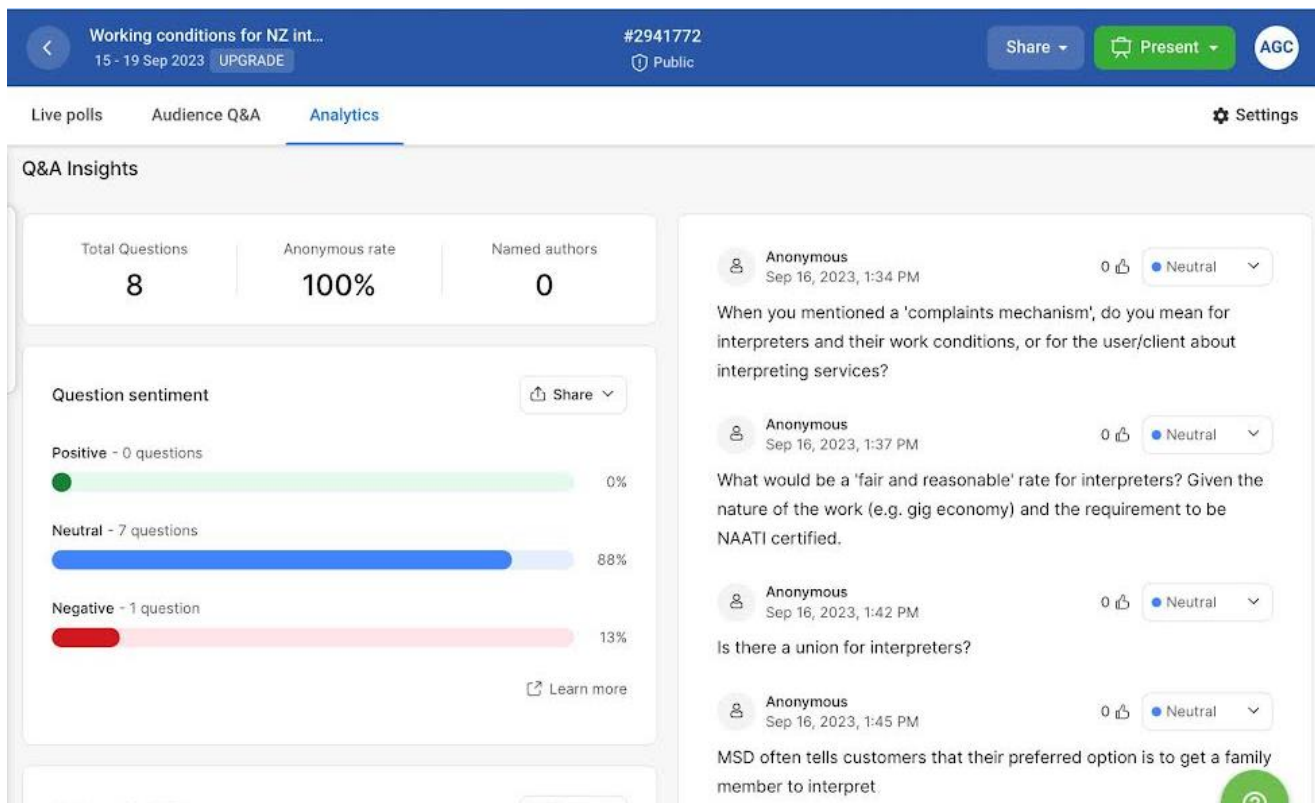 Working conditions for NZ int...
15 - 19 Sep 2023 UPGRADE
#2941772
Public
Share
Present
AGC
Live polls
Audience Q&A
Analytics
Settings
Q&A Insights
Total Questions
8
Anonymous rate
100%
Named authors
0
Question sentiment
Share
Positive - 0 questions
0%
Neutral - 7 questions
88%
Negative - 1 question
13%
Learn more
Anonymous
Sep 16, 2023, 1:34 PM
0
Neutral
When you mentioned a 'complaints mechanism', do you mean for
interpreters and their work conditions, or for the user/client about
interpreting services?
Anonymous
Sep 16, 2023, 1:37 PM
0
Neutral
What would be a 'fair and reasonable' rate for interpreters? Given the
nature of the work (e.g. gig economy) and the requirement to be
NAATI certified.
Anonymous
Sep 16, 2023, 1:42 PM
0
Neutral
Is there a union for interpreters?
Anonymous
Sep 16, 2023, 1:45 PM
0
Neutral
MSD often tells customers that their preferred option is to get a family
member to interpret